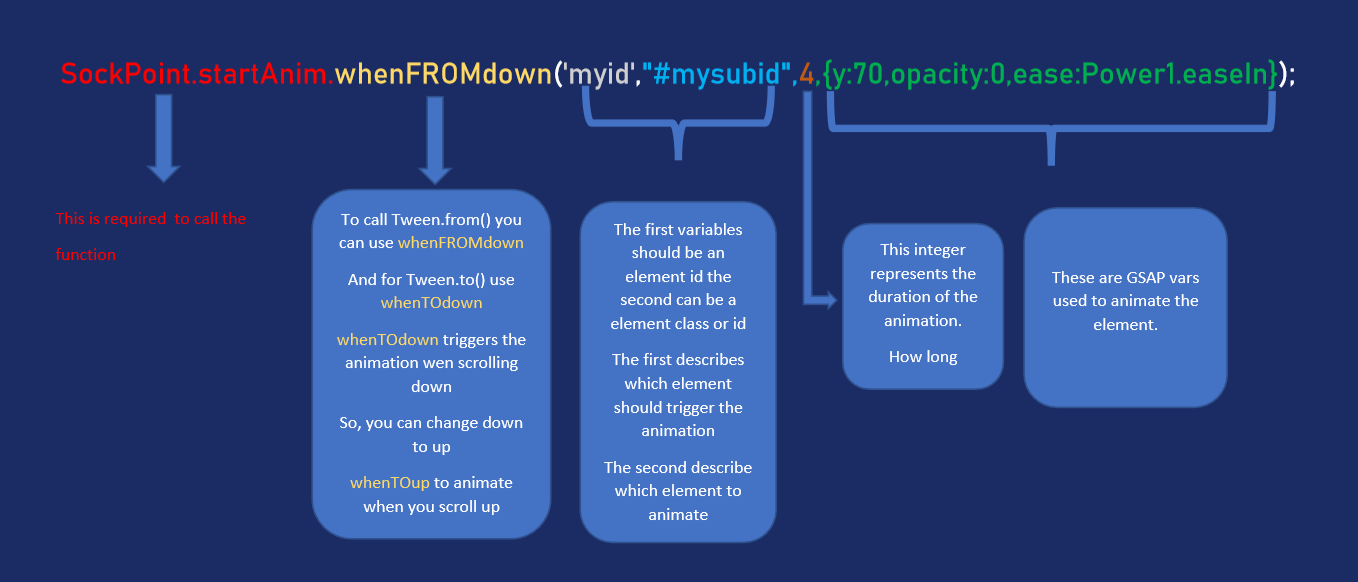 SockPoint.startAnim.whenFROMdown('myid',"#mysubid",4,{y:70,opacity:0,ease:Power1.easeIn});
This is required to call the
function
To call Tween.from() you
can use whenFROMdown
And for Tween.to() use
whenTOdown
whenTOdown triggers the
animation wen scrolling
down
So, you can change down
to up
whenTOup to animate
when you scroll up
The first variables
should be an
element id the
second can be a
element class or id
The first describes
which element
should trigger the
animation
The second describe
which element to
animate
This integer
represents the
duration of the
animation.
How long
These are GSAP vars
used to animate the
element.